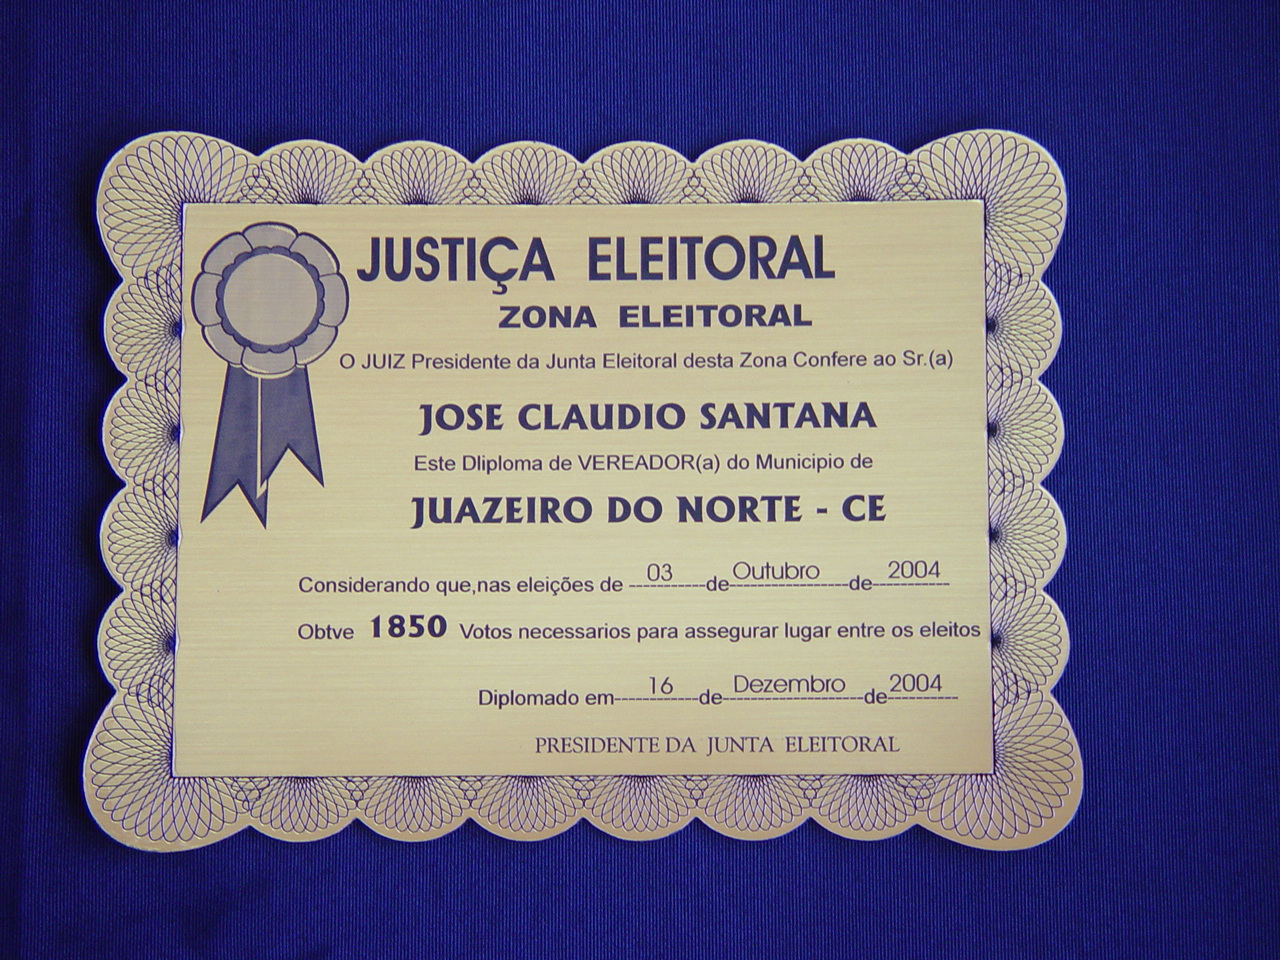 JUSTIÇA ELEITORAL
ZONA ELEITORAL
O JUIZ Presidente da Junta Eleitoral desta Zona Confere ao Sr.(a)
JOSE CLAUDIO SANTANA
Este DIiploma de VEREADOR(a) do Municipio de
JUAZEIRO DO NORTE - CE
Considerando que,nas eleições de 03 de Outubro de 2004
Obtve 1850 Votos necessarios para assegurar lugar entre os eleitos
Diplomado em 16 de Dezembro de 2004
PRESIDENTE DA JUNTA ELEITORAL